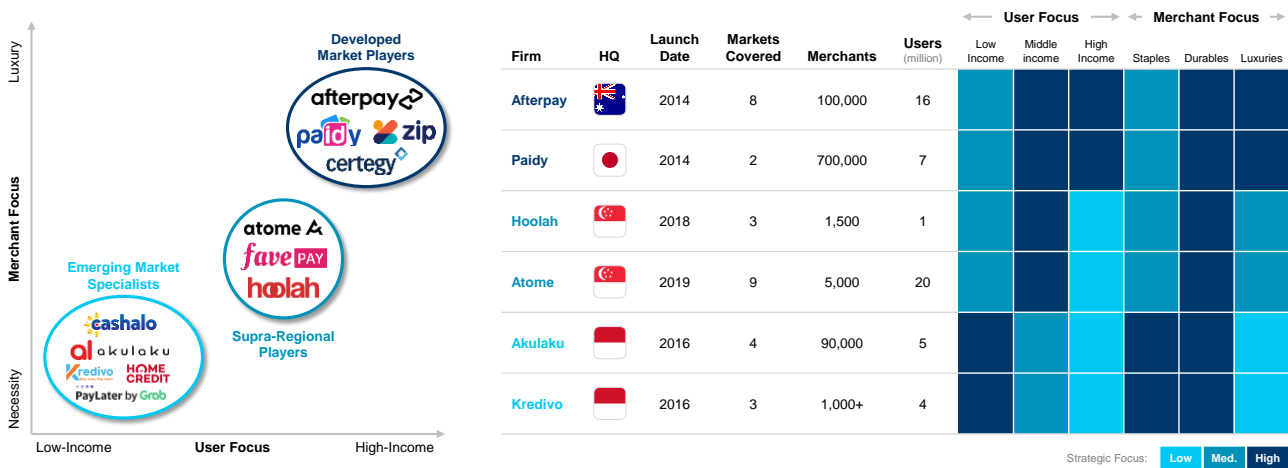 Luxury
Merchant Focus
Necessity
Developed
Market Players
afterpay
paidy
zip
certegy
atome
fave PAY
hoolah
Supra-Regional
Players
Emerging Market
Specialists
cashalo
al akulaku
Kredivo
HOME
CREDIT
PayLater by Grab
Low-Income
User Focus
High-Income
User Focus Merchant Focus
Firm HQ Launch Date Markets Covered Merchants Users (million) Low Income Middle income High Income Staples Durables Luxuries
Afterpay 2014 8 100,000 16
Paidy 2014 2 700,000 7
Hoolah 2018 3 1,500 1
Atome 2019 9 5,000 20
Akulaku 2016 4 90,000 5
Kredivo 2016 3 1,000+ 4
Strategic Focus: Low Med. High